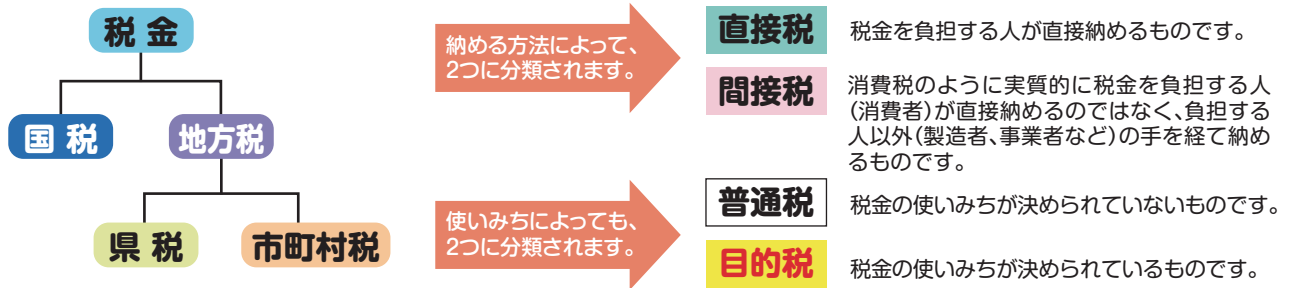 税金
国税
地方税
県税
市町村税
納める方法によって、
2つに分類されます。
直接税
税金を負担する人が直接納めるものです。
間接税
消費税のように実質的に税金を負担する人
(消費者)が直接納めるのではなく、負担する
人以外(製造者、事業者など)の手を経て納め
るものです。
使いみちによっても、
2つに分類されます。
普通税
税金の使いみちが決められていないものです。
目的税
税金の使いみちが決められているものです。